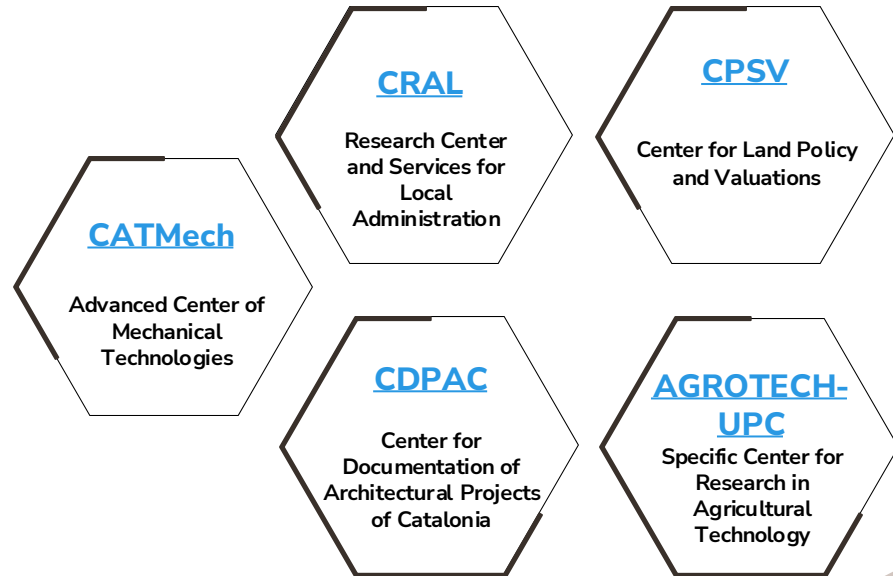 CRAL
Research Center
and Services for
Local
Administration
CPSV
Center for Land Policy
and Valuations
CATMech
Advanced Center of
Mechanical
Technologies
CDPAC
Center for
Documentation of
Architectural Projects
of Catalonia
AGROTECH-
UPC
Specific Center for
Research in
Agricultural
Technology